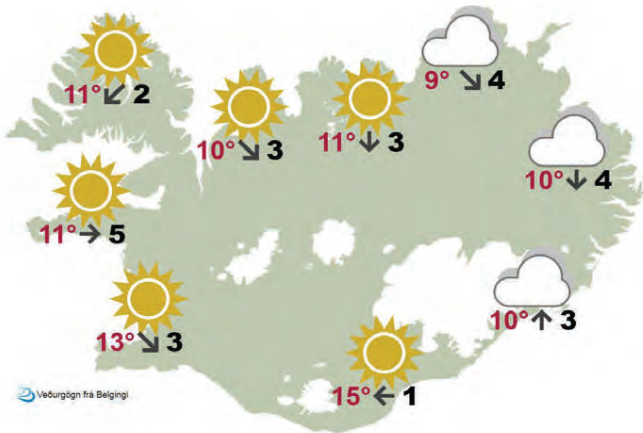 11° ↙ 2
9° ↘ 4
10° ↘ 3
11° ↓ 3
10° ↓ 4
11° → 5
10° ↑ 3
13° ↘ 3
15° ← 1
Veðurgögn frá Belgingi